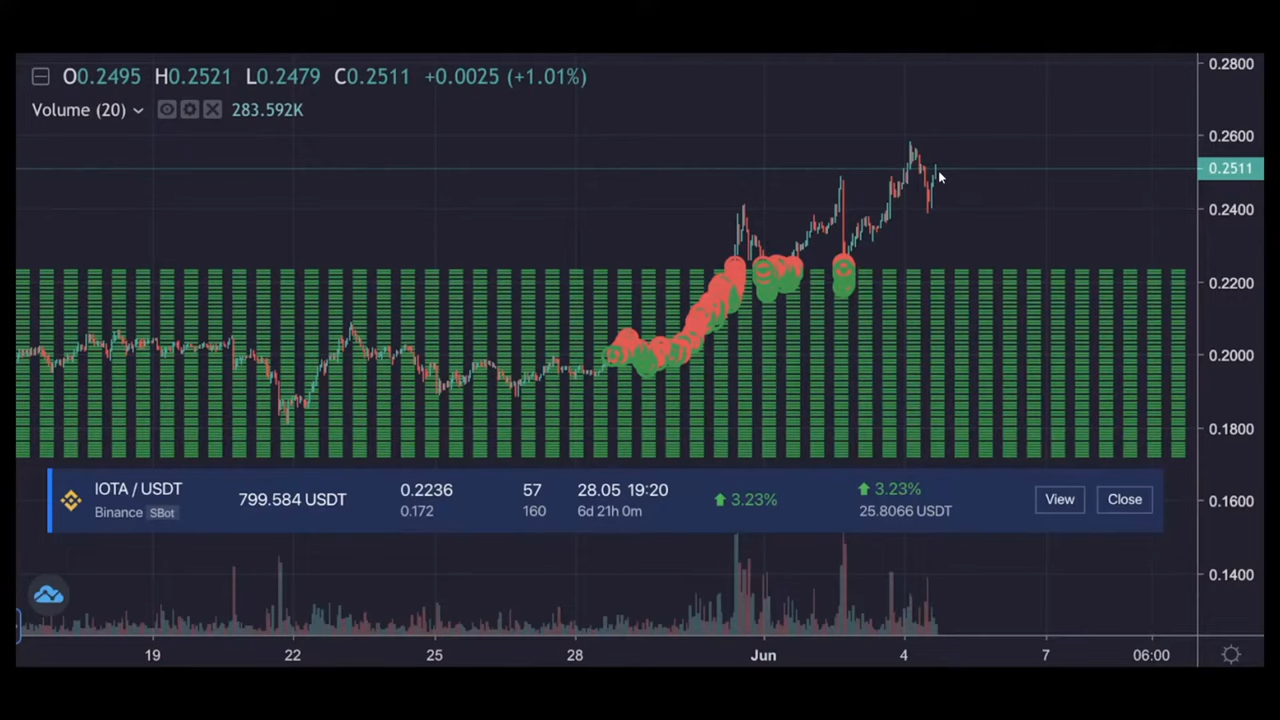 O0.2495 H0.2521 L0.2479 C0.2511 +0.0025 (+1.01%)
Volume (20) 283.592K
0.2800
0.2600
0.2511
0.2400
0.2200
0.2000
0.1800
0.1600
0.1400
IOTA / USDT 799.584 USDT 0.2236 57 28.05 19:20 3.23% 3.23% View Close
Binance SBot 0.172 160 6d 21h 0m 25.8066 USDT
19 22 25 28 Jun 4 7 06:00